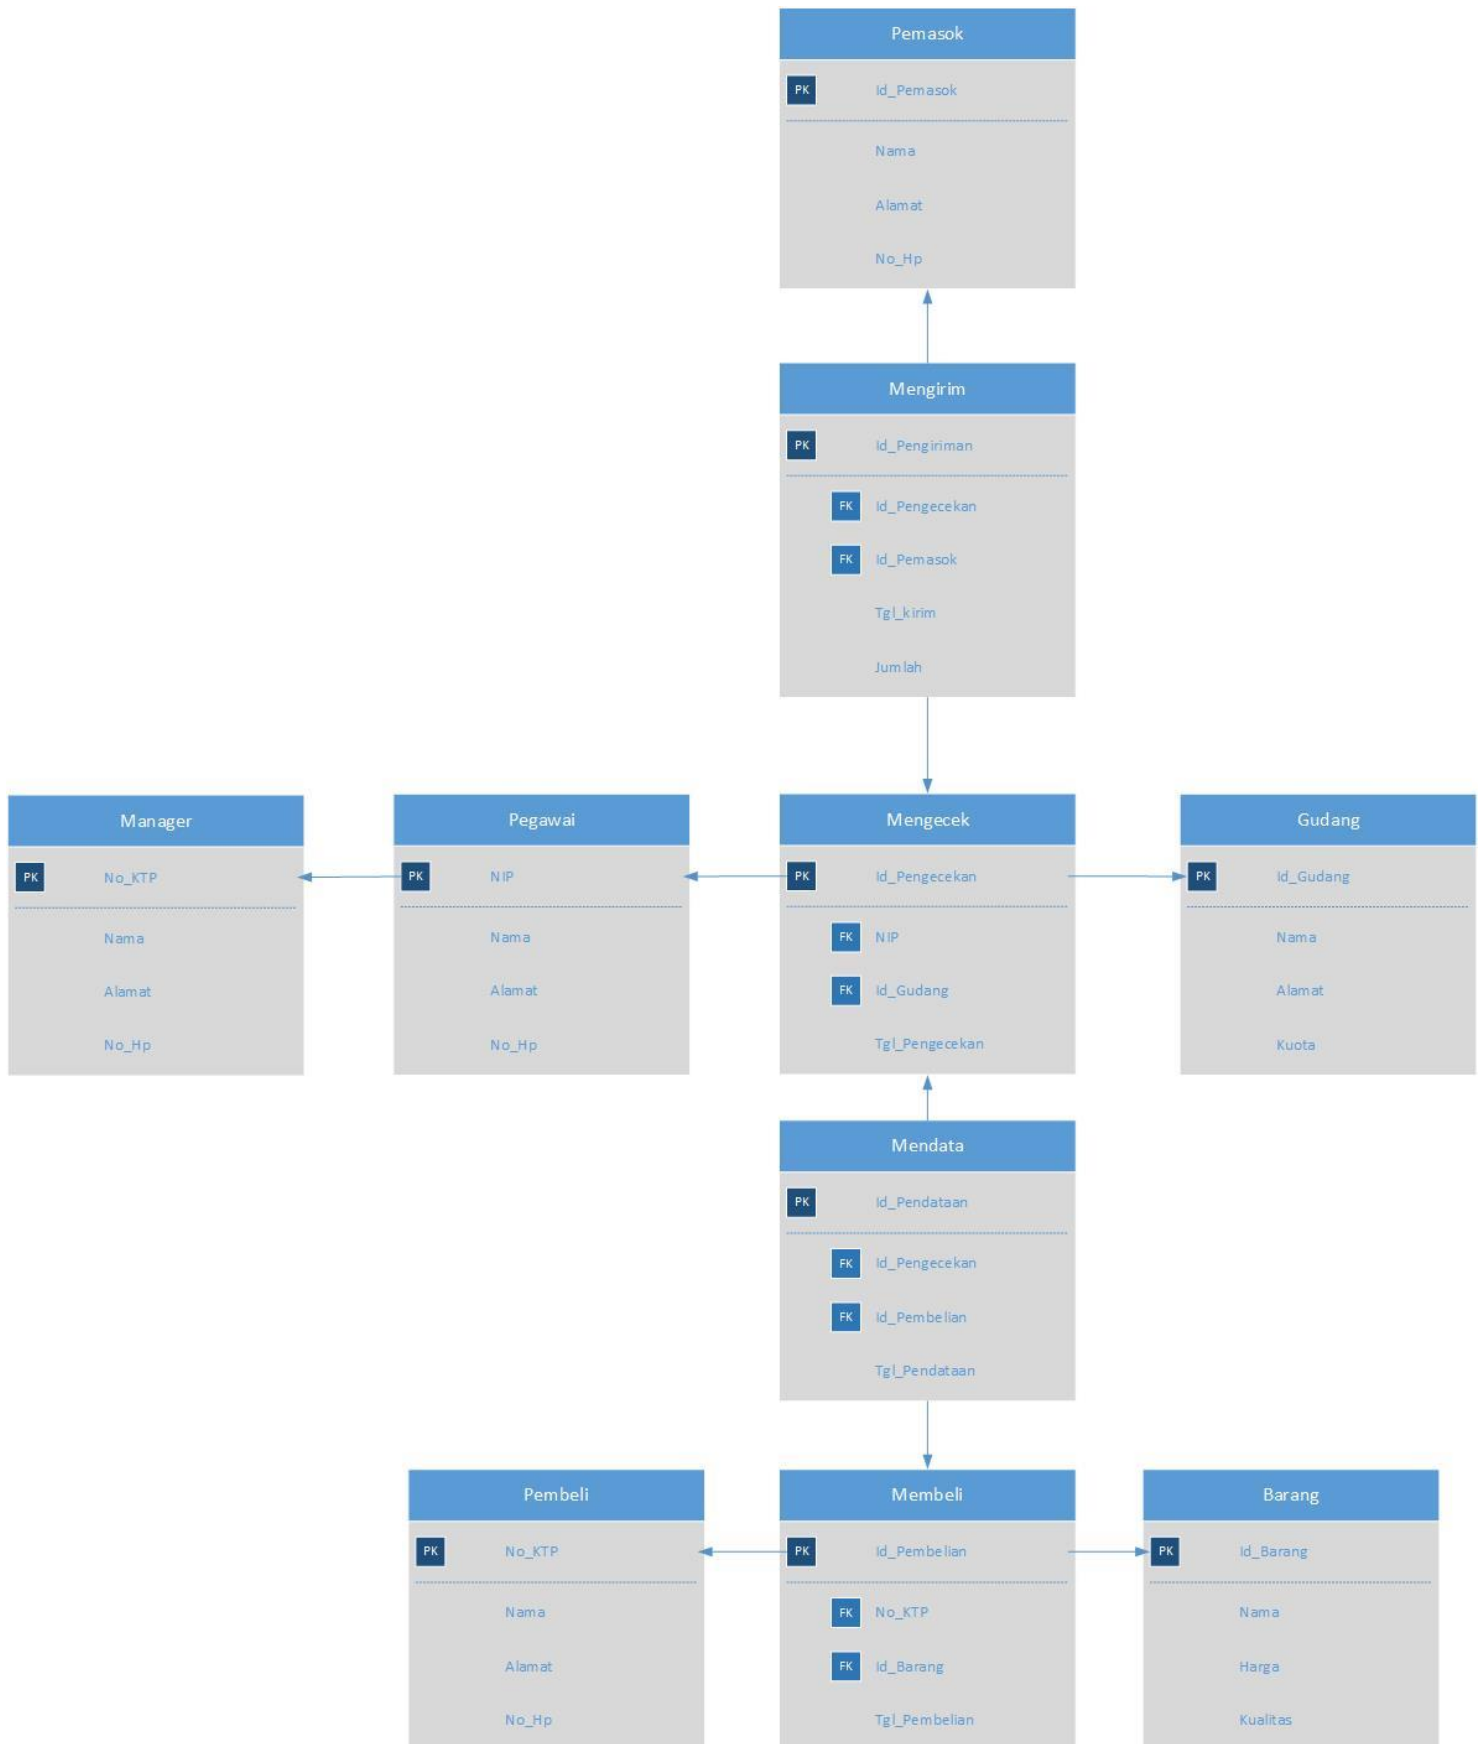 Pemasok
PK Id_Pemasok
Nama
Alamat
No_Hp
Mengirim
PK Id_Pengiriman
FK Id_Pengecekan
FK Id_Pemasok
Tgl_kirim
Jumlah
Manager
PK No_KTP
Nama
Alamat
No_Hp
Pegawai
PK NIP
Nama
Alamat
No_Hp
Mengecek
PK Id_Pengecekan
FK NIP
FK Id_Gudang
Tgl_Pengecekan
Gudang
PK Id_Gudang
Nama
Alamat
Kuota
Mendata
PK Id_Pendataan
FK Id_Pengecekan
FK Id_Pembelian
Tgl_Pendataan
Pembeli
PK No_KTP
Nama
Alamat
No_Hp
Membeli
PK Id_Pembelian
FK No_KTP
FK Id_Barang
Tgl_Pembelian
Barang
PK Id_Barang
Nama
Harga
Kualitas